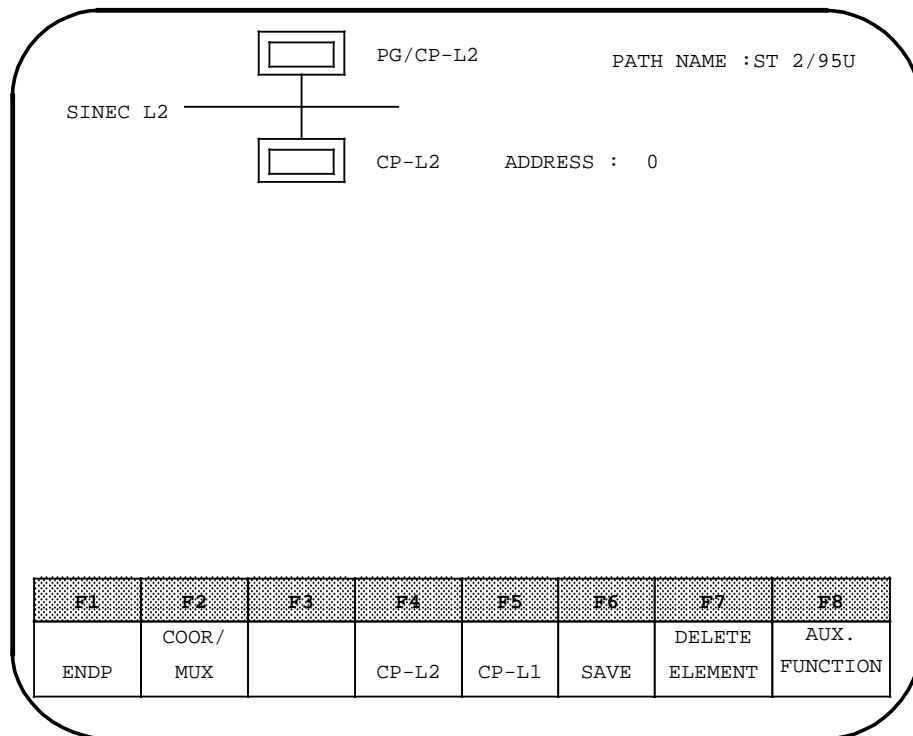 PG/CP-L2
PATH NAME :ST 2/95U
SINEC L2
CP-L2 ADDRESS : 0
F1 F2 F3 F4 F5 F6 F7 F8
COOR/ DELETE AUX.
ENDP MUX CP-L2 CP-L1 SAVE ELEMENT FUNCTION